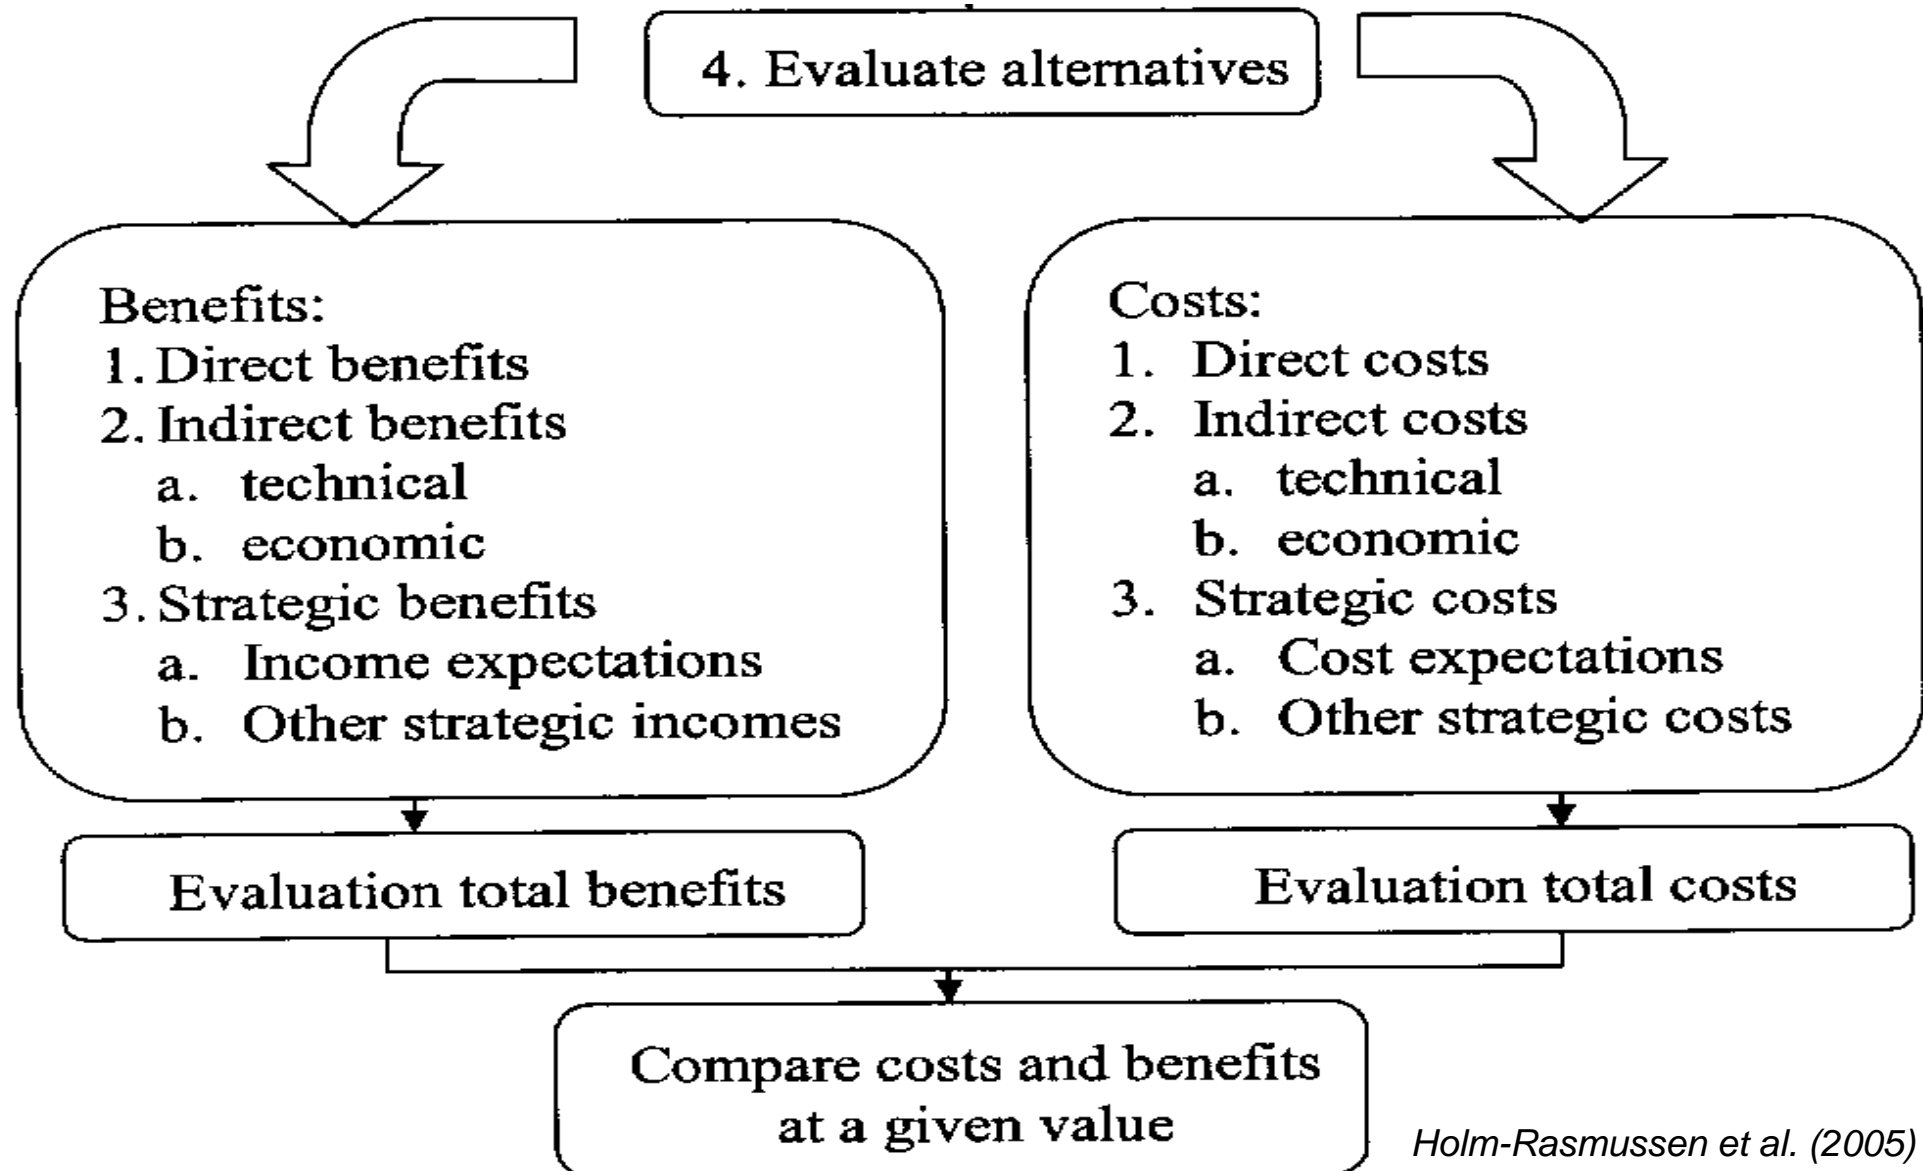 4. Evaluate alternatives
Benefits:
1. Direct benefits
2. Indirect benefits
a. technical
b. economic
3. Strategic benefits
a. Income expectations
b. Other strategic incomes
Costs:
1. Direct costs
2. Indirect costs
a. technical
b. economic
3. Strategic costs
a. Cost expectations
b. Other strategic costs
Evaluation total benefits
Evaluation total costs
Compare costs and benefits
at a given value
Holm-Rasmussen et al. (2005)